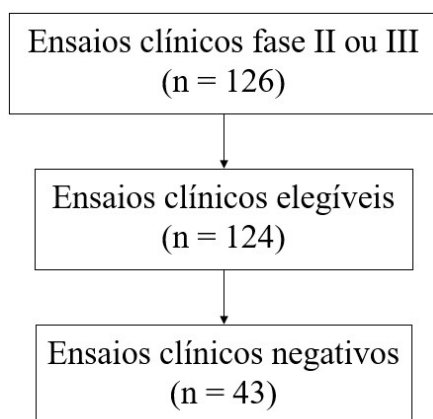 Ensaios clínicos fase II ou III
(n = 126)
Ensaios clínicos elegíveis
(n = 124)
Ensaios clínicos negativos
(n = 43)